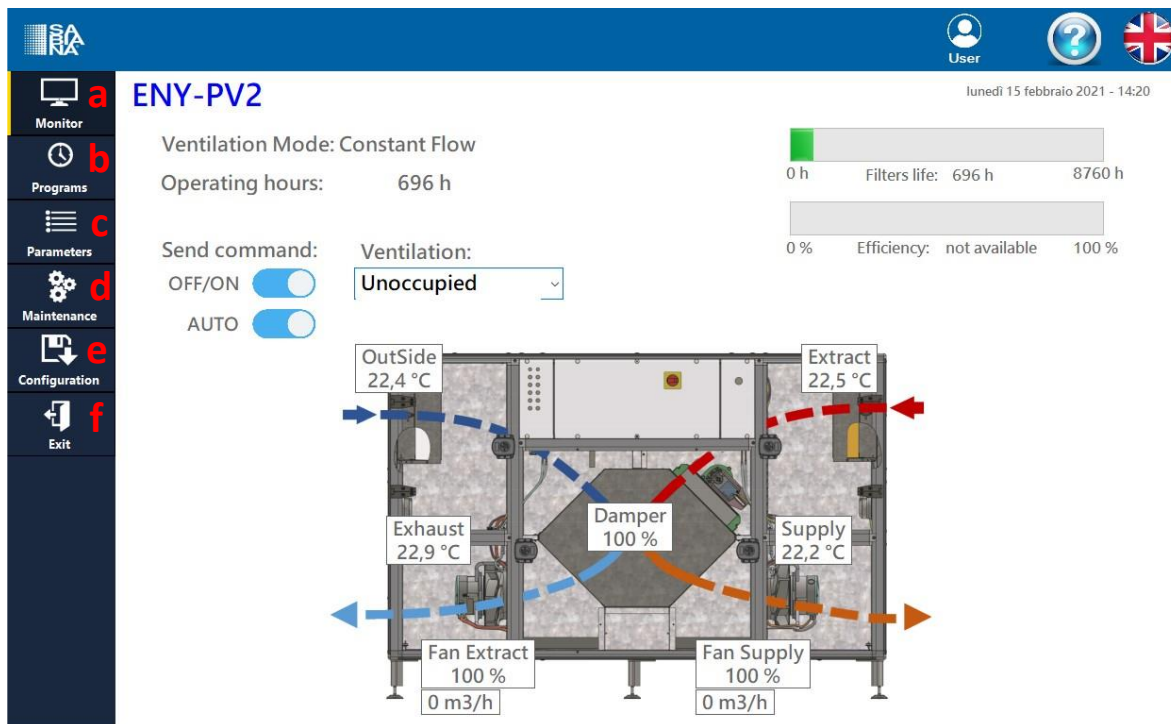 SA
BIA
NA
User
?
a
Monitor
b
Programs
c
Parameters
d
Maintenance
e
Configuration
f
Exit
ENY-PV2
lunedì 15 febbraio 2021 - 14:20
Ventilation Mode: Constant Flow
Operating hours: 696 h
0 h Filters life: 696 h 8760 h
0 % Efficiency: not available 100 %
Send command:
OFF/ON
AUTO
Ventilation:
Unoccupied
OutSide
22,4 °C
Extract
22,5 °C
Damper
100 %
Exhaust
22,9 °C
Supply
22,2 °C
Fan Extract
100 %
0 m3/h
Fan Supply
100 %
0 m3/h